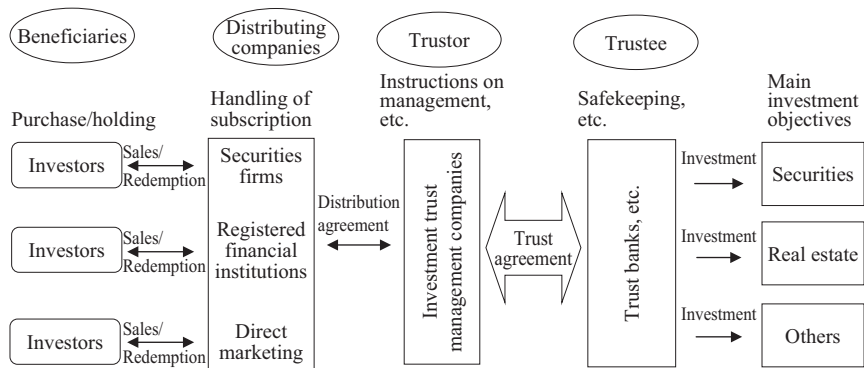 Beneficiaries
Distributing
companies
Trustor
Trustee
Purchase/holding
Handling of
subscription
Instructions on
management,
etc.
Safekeeping,
etc.
Main
investment
objectives
Investors
Sales/
Redemption
Investors
Sales/
Redemption
Investors
Sales/
Redemption
Securities
firms
Registered
financial
institutions
Direct
marketing
Distribution
agreement
Investment trust
management companies
Trust
agreement
Trust banks, etc.
Investment
Securities
Investment
Real estate
Investment
Others